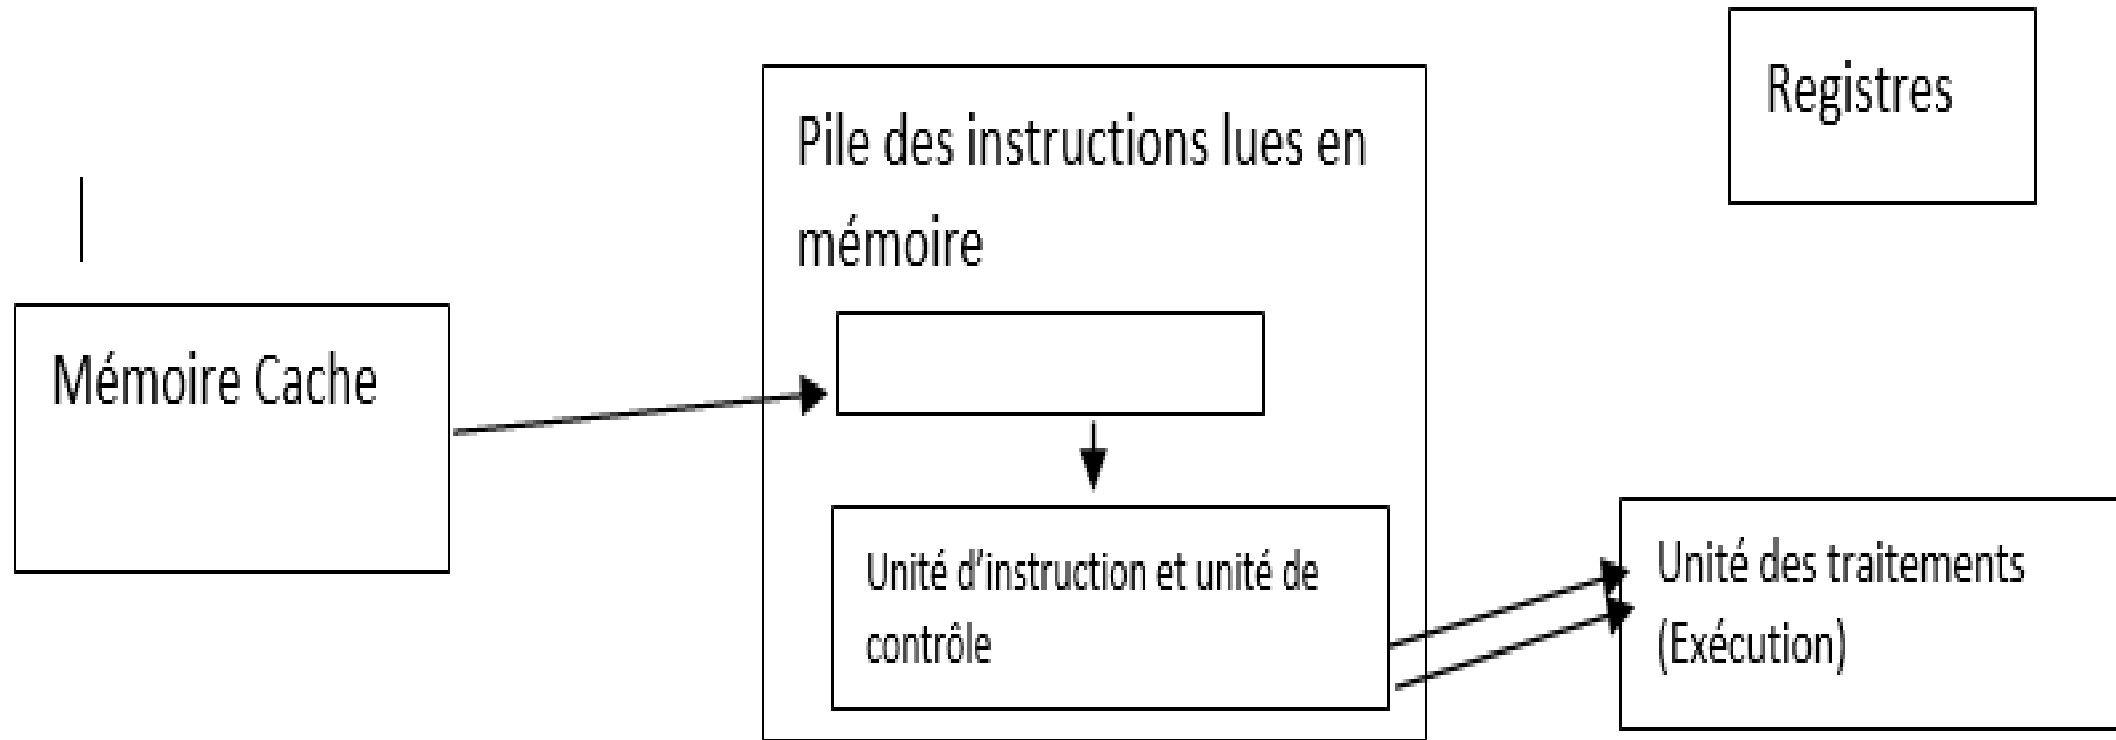 Registres
Pile des instructions lues en
mémoire
Mémoire Cache
Unité d'instruction et unité de
contrôle
Unité des traitements
(Exécution)